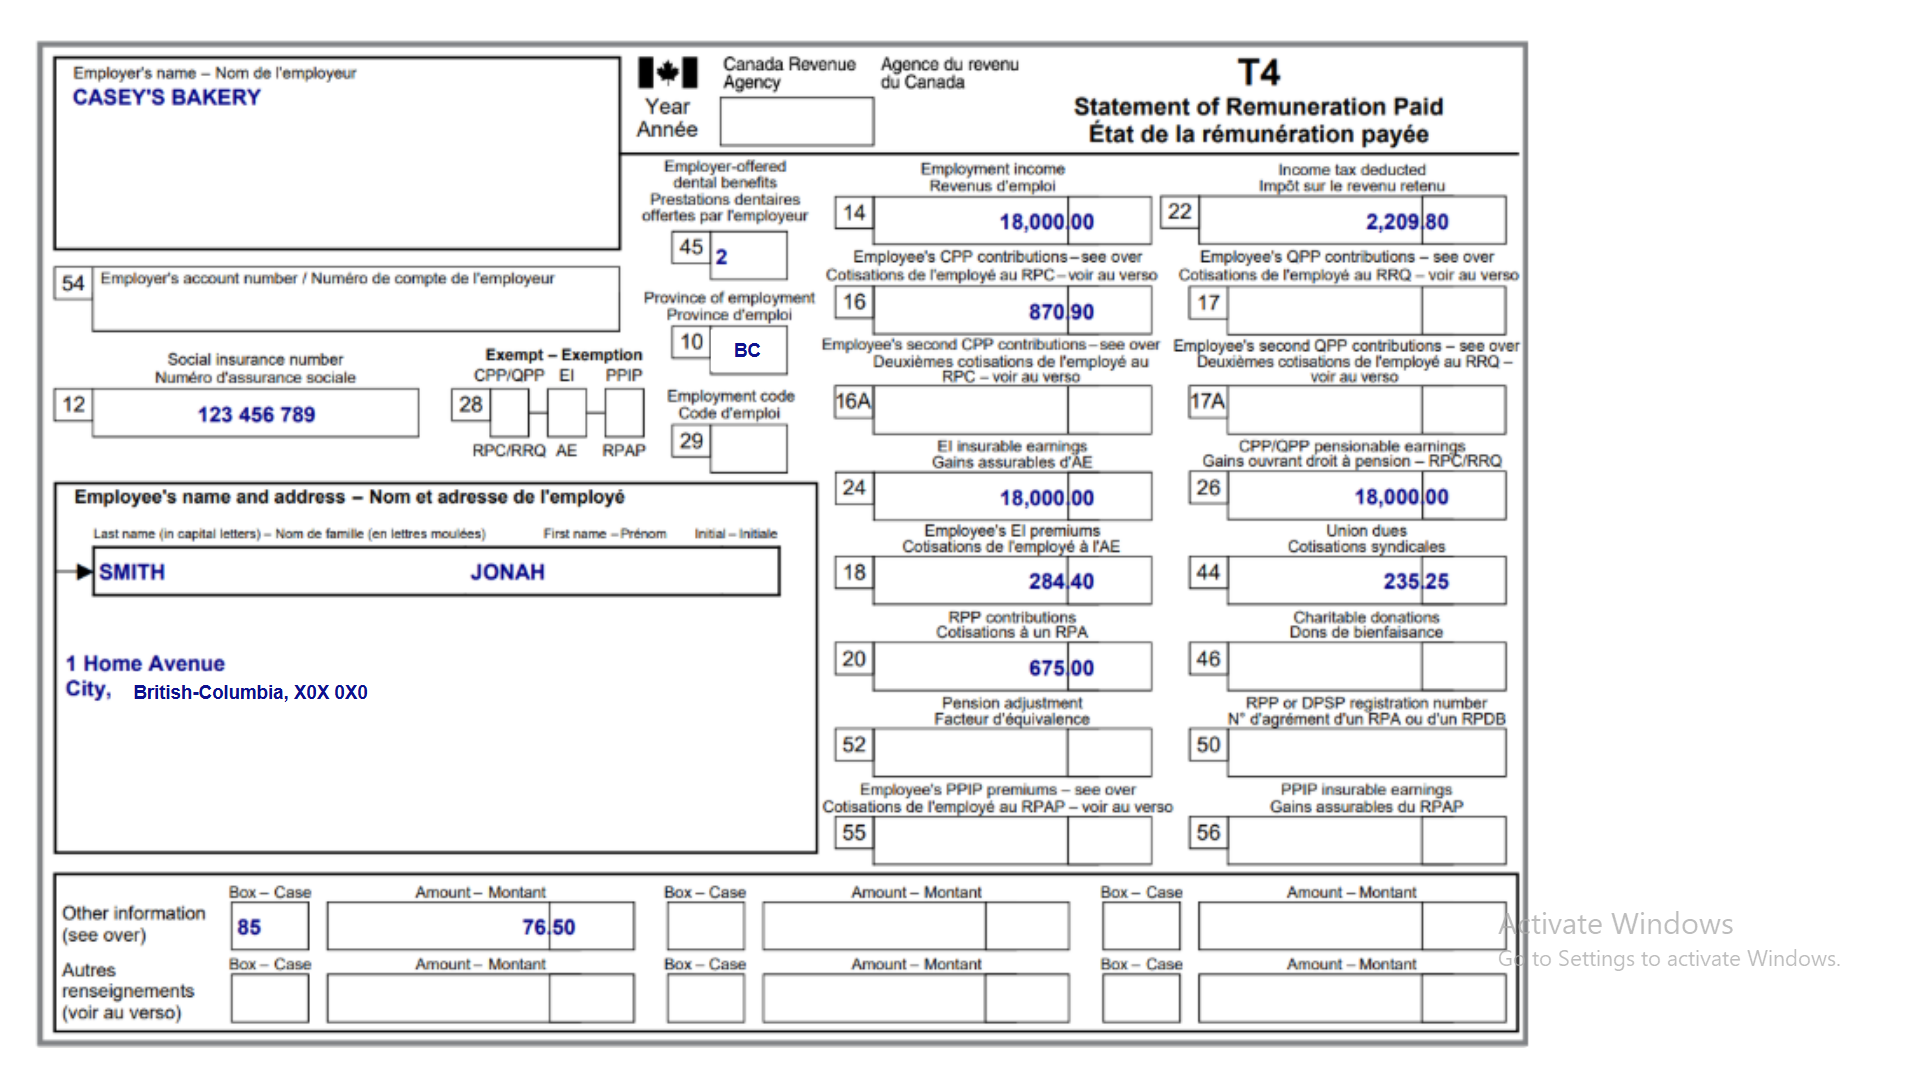 Employer's name – Nom de l'employeur
CASEY'S BAKERY
Canada Revenue Agency
Agence du revenu du Canada
Year
Année
T4
Statement of Remuneration Paid
État de la rémunération payée
Employer-offered dental benefits
Prestations dentaires offertes par l'employeur
45 2
Employment income
Revenus d'emploi
14 18,000.00
Income tax deducted
Impôt sur le revenu retenu
22 2,209.80
54 Employer's account number / Numéro de compte de l'employeur
Province of employment
Province d'emploi
10 BC
Employee's CPP contributions – see over
Cotisations de l'employé au RPC – voir au verso
16 870.90
Employee's QPP contributions – see over
Cotisations de l'employé au RRQ – voir au verso
17
Social insurance number
Numéro d'assurance sociale
12 123 456 789
Exempt – Exemption
CPP/QPP EI PPIP
28
RPC/RRQ AE RPAP
Employment code
Code d'emploi
29
Employee's second CPP contributions – see over
Deuxièmes cotisations de l'employé au
RPC – voir au verso
16A
Employee's second QPP contributions – see over
Deuxièmes cotisations de l'employé au RRQ –
voir au verso
17A
EI insurable earnings
Gains assurables d'AE
24 18,000.00
CPP/QPP pensionable earnings
Gains ouvrant droit à pension – RPC/RRQ
26 18,000.00
Employee's name and address – Nom et adresse de l'employé
Last name (in capital letters) – Nom de famille (en lettres moulées) First name – Prénom Initial – Initiale
SMITH JONAH
1 Home Avenue
City, British-Columbia, X0X 0X0
Employee's EI premiums
Cotisations de l'employé à l'AE
18 284.40
Union dues
Cotisations syndicales
44 235.25
RPP contributions
Cotisations à un RPA
20 675.00
Charitable donations
Dons de bienfaisance
46
Pension adjustment
Facteur d'équivalence
52
RPP or DPSP registration number
N° d'agrément d'un RPA ou d'un RPDB
50
Employee's PPIP premiums – see over
Cotisations de l'employé au RPAP – voir au verso
55
PPIP insurable earnings
Gains assurables du RPAP
56
Other information
(see over)
Box – Case Amount – Montant Box – Case Amount – Montant Box – Case Amount – Montant
85 76.50
Autres
renseignements
(voir au verso)
Box – Case Amount – Montant Box – Case Amount – Montant Box – Case Amount – Montant
Activate Windows
Go to Settings to activate Windows.